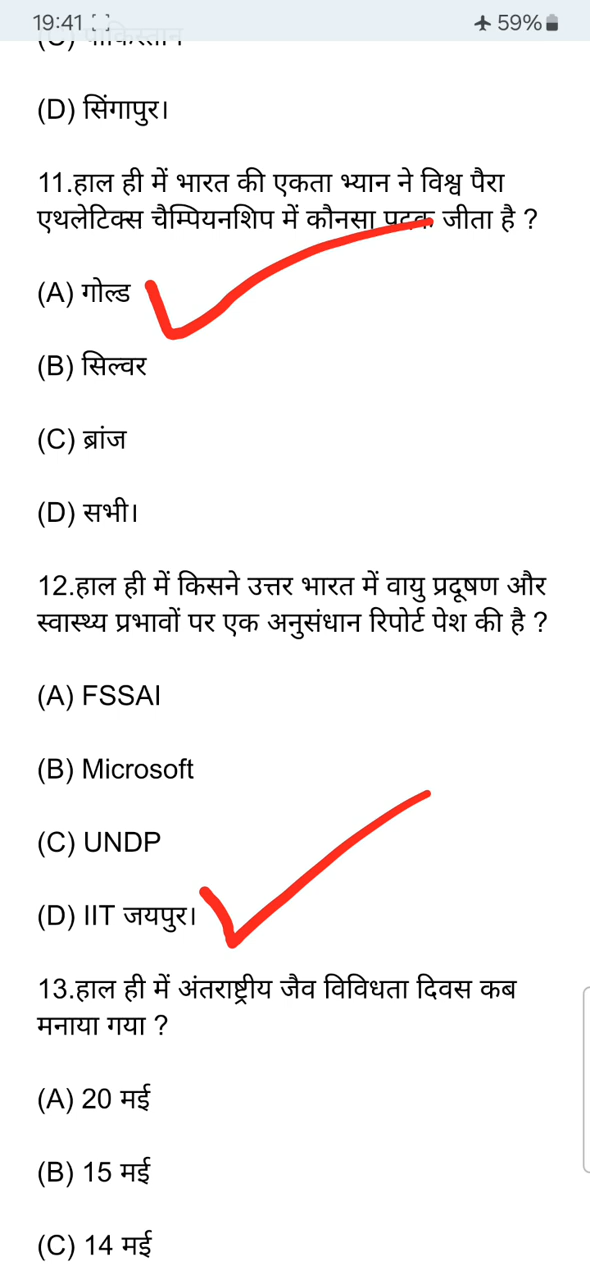 19:41
59%
(D) सिंगापुर।
11.हाल ही में भारत की एकता भ्यान ने विश्व पैरा
एथलेटिक्स चैम्पियनशिप में कौनसा पदक जीता है ?
(A) गोल्ड
(B) सिल्वर
(C) ब्रांज
(D) सभी।
12.हाल ही में किसने उत्तर भारत में वायु प्रदूषण और
स्वास्थ्य प्रभावों पर एक अनुसंधान रिपोर्ट पेश की है ?
(A) FSSAI
(B) Microsoft
(C) UNDP
(D) IIT जयपुर।
13.हाल ही में अंतराष्ट्रीय जैव विविधता दिवस कब
मनाया गया ?
(A) 20 मई
(B) 15 मई
(C) 14 मई